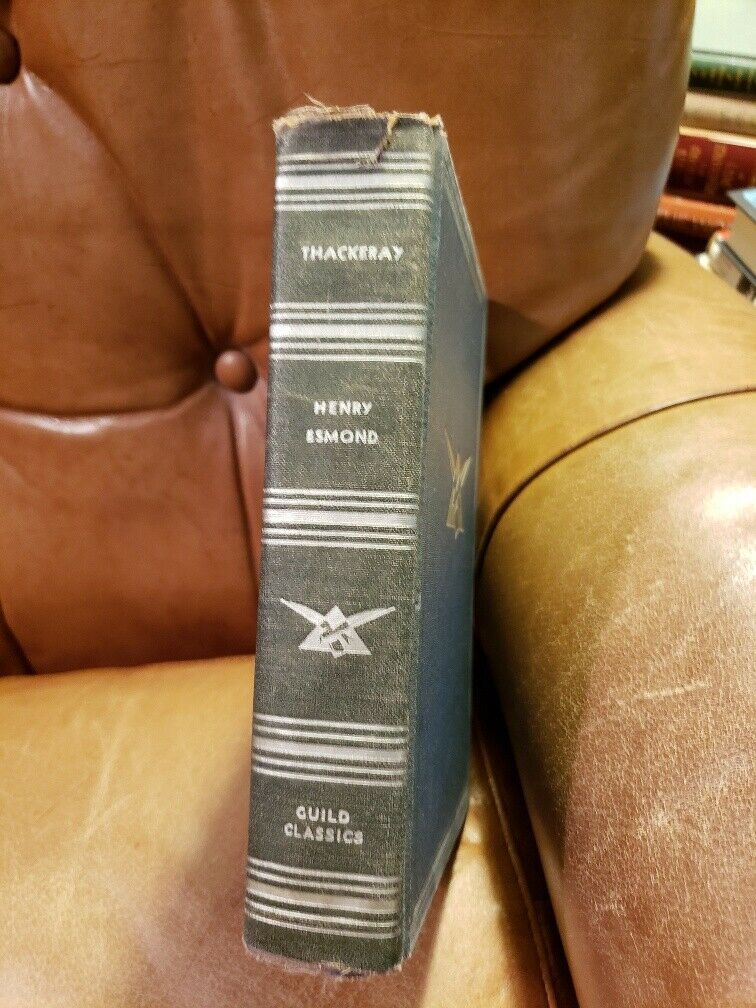 THACKERAY
HENRY
ESMOND
GUILD
CLASSICS